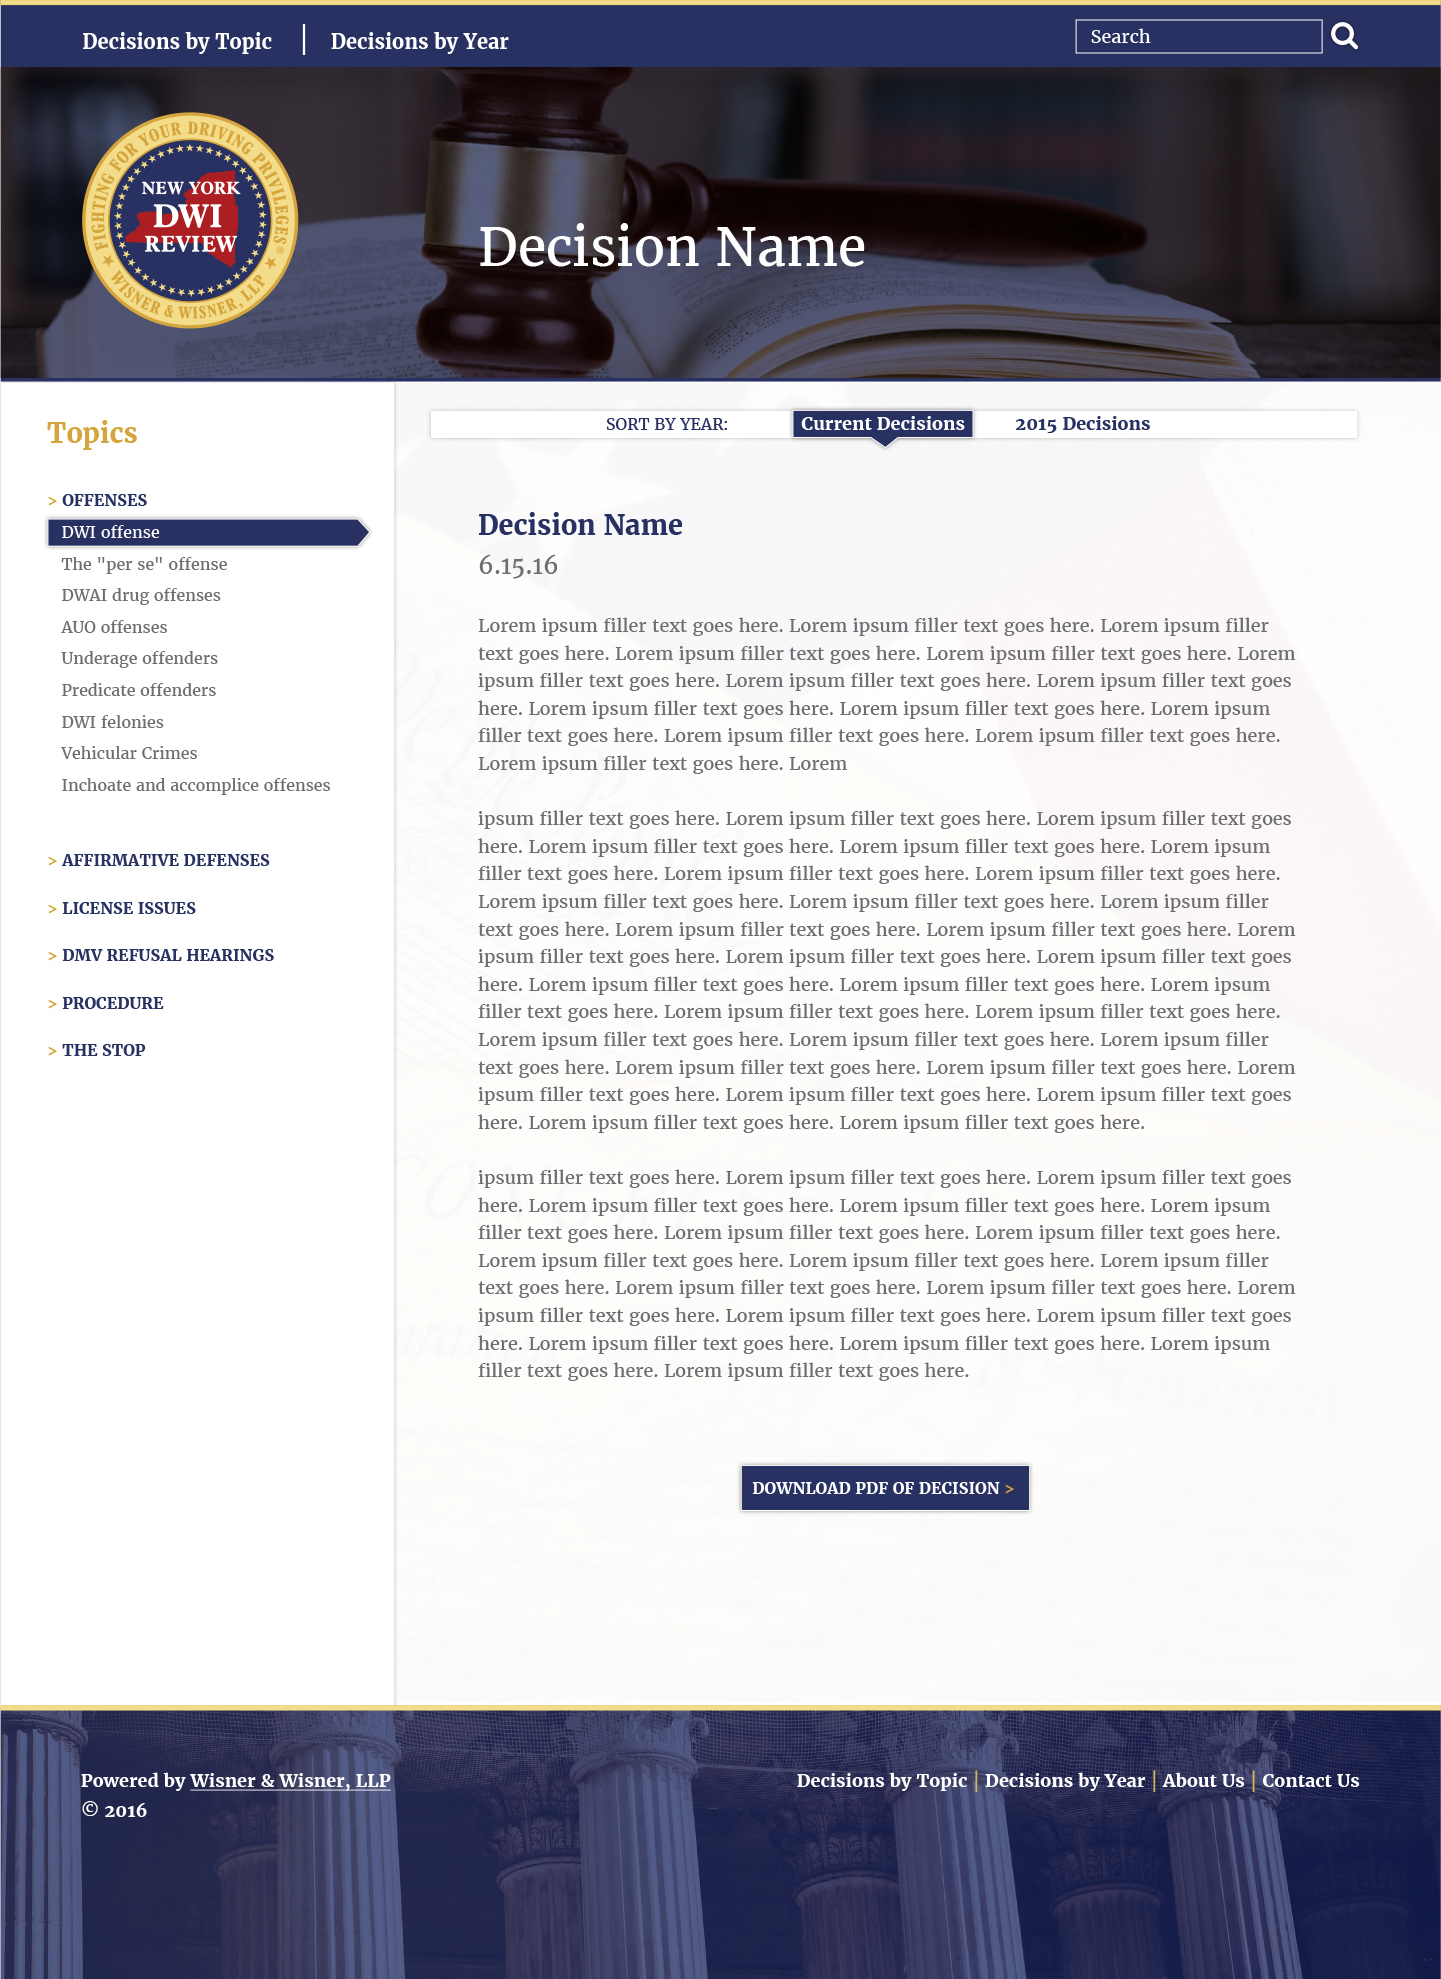 Decisions by Topic
Decisions by Year
Search
FIGHTING FOR YOUR DRIVING PRIVILEGES®
NEW YORK
DWI
REVIEW
★ WISNER & WISNER, LLP ★
Decision Name
Topics
> OFFENSES
DWI offense
The "per se" offense
DWAI drug offenses
AUO offenses
Underage offenders
Predicate offenders
DWI felonies
Vehicular Crimes
Inchoate and accomplice offenses
> AFFIRMATIVE DEFENSES
> LICENSE ISSUES
> DMV REFUSAL HEARINGS
> PROCEDURE
> THE STOP
SORT BY YEAR: Current Decisions 2015 Decisions
Decision Name
6.15.16
Lorem ipsum filler text goes here. Lorem ipsum filler text goes here. Lorem ipsum filler
text goes here. Lorem ipsum filler text goes here. Lorem ipsum filler text goes here. Lorem
ipsum filler text goes here. Lorem ipsum filler text goes here. Lorem ipsum filler text goes
here. Lorem ipsum filler text goes here. Lorem ipsum filler text goes here. Lorem ipsum
filler text goes here. Lorem ipsum filler text goes here. Lorem ipsum filler text goes here.
Lorem ipsum filler text goes here. Lorem
ipsum filler text goes here. Lorem ipsum filler text goes here. Lorem ipsum filler text goes
here. Lorem ipsum filler text goes here. Lorem ipsum filler text goes here. Lorem ipsum
filler text goes here. Lorem ipsum filler text goes here. Lorem ipsum filler text goes here.
Lorem ipsum filler text goes here. Lorem ipsum filler text goes here. Lorem ipsum filler
text goes here. Lorem ipsum filler text goes here. Lorem ipsum filler text goes here. Lorem
ipsum filler text goes here. Lorem ipsum filler text goes here. Lorem ipsum filler text goes
here. Lorem ipsum filler text goes here. Lorem ipsum filler text goes here. Lorem ipsum
filler text goes here. Lorem ipsum filler text goes here. Lorem ipsum filler text goes here.
Lorem ipsum filler text goes here. Lorem ipsum filler text goes here. Lorem ipsum filler
text goes here. Lorem ipsum filler text goes here. Lorem ipsum filler text goes here. Lorem
ipsum filler text goes here. Lorem ipsum filler text goes here. Lorem ipsum filler text goes
here. Lorem ipsum filler text goes here. Lorem ipsum filler text goes here.
ipsum filler text goes here. Lorem ipsum filler text goes here. Lorem ipsum filler text goes
here. Lorem ipsum filler text goes here. Lorem ipsum filler text goes here. Lorem ipsum
filler text goes here. Lorem ipsum filler text goes here. Lorem ipsum filler text goes here.
Lorem ipsum filler text goes here. Lorem ipsum filler text goes here. Lorem ipsum filler
text goes here. Lorem ipsum filler text goes here. Lorem ipsum filler text goes here. Lorem
ipsum filler text goes here. Lorem ipsum filler text goes here. Lorem ipsum filler text goes
here. Lorem ipsum filler text goes here. Lorem ipsum filler text goes here. Lorem ipsum
filler text goes here. Lorem ipsum filler text goes here.
of America
DOWNLOAD PDF OF DECISION >
Powered by Wisner & Wisner, LLP
© 2016
Decisions by Topic | Decisions by Year | About Us | Contact Us